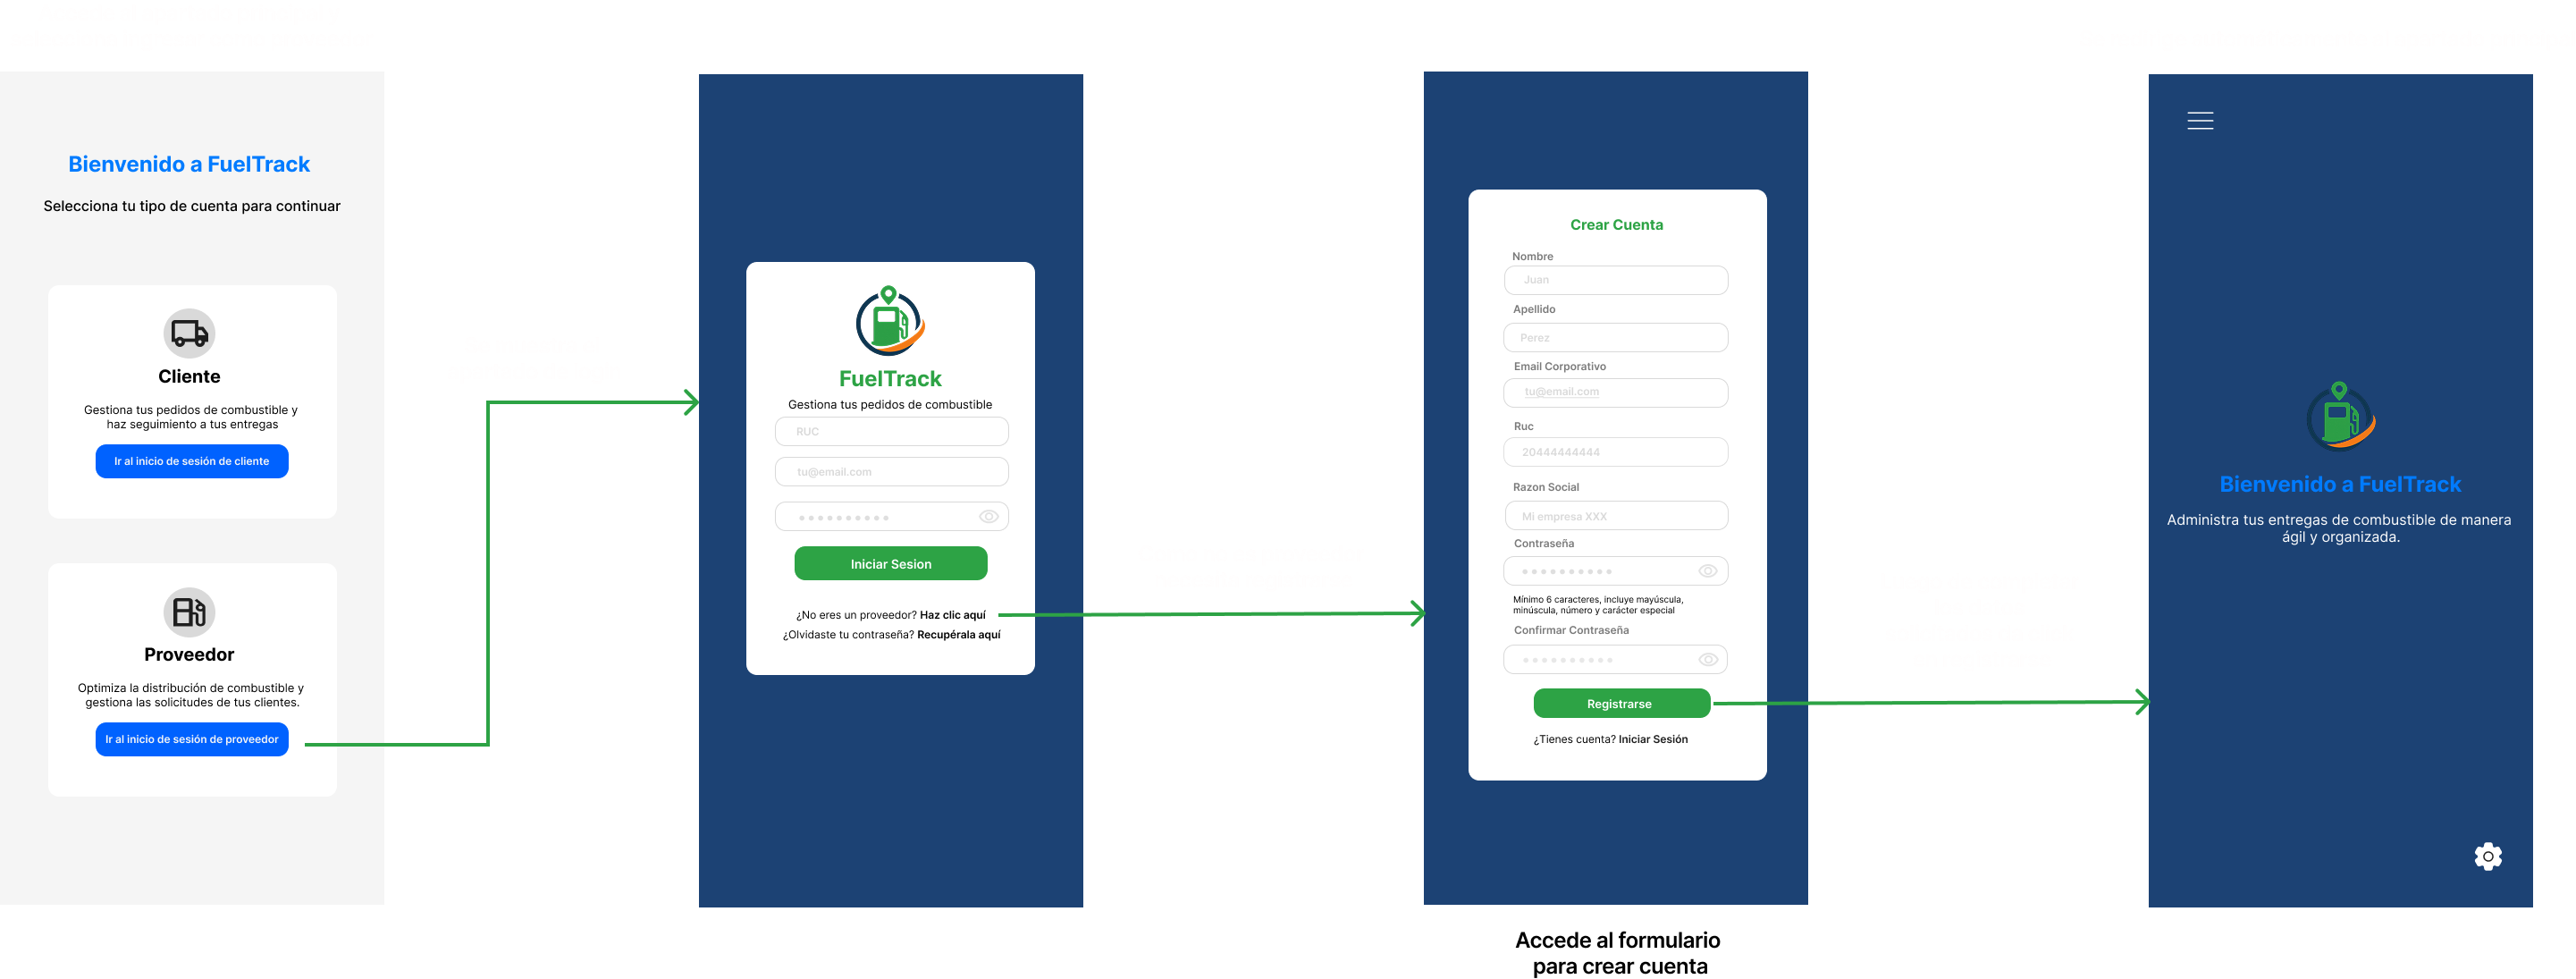 Bienvenido a FuelTrack
Selecciona tu tipo de cuenta para continuar
Cliente
Gestiona tus pedidos de combustible y
haz seguimiento a tus entregas
Ir al inicio de sesión de cliente
Proveedor
Optimiza la distribución de combustible y
gestiona las solicitudes de tus clientes.
Ir al inicio de sesión de proveedor
FuelTrack
Gestiona tus pedidos de combustible
RUC
tu@email.com
Iniciar Sesion
¿No eres un proveedor? Haz clic aquí
¿Olvidaste tu contraseña? Recupérala aquí
Crear Cuenta
Nombre
Juan
Apellido
Perez
Email Corporativo
tu@email.com
Ruc
20444444444
Razon Social
Mi empresa XXX
Contraseña
Mínimo 6 caracteres, incluye mayúscula,
minúscula, número y carácter especial
Confirmar Contraseña
Registrarse
¿Tienes cuenta? Iniciar Sesión
Accede al formulario
para crear cuenta
Bienvenido a FuelTrack
Administra tus entregas de combustible de manera
ágil y organizada.